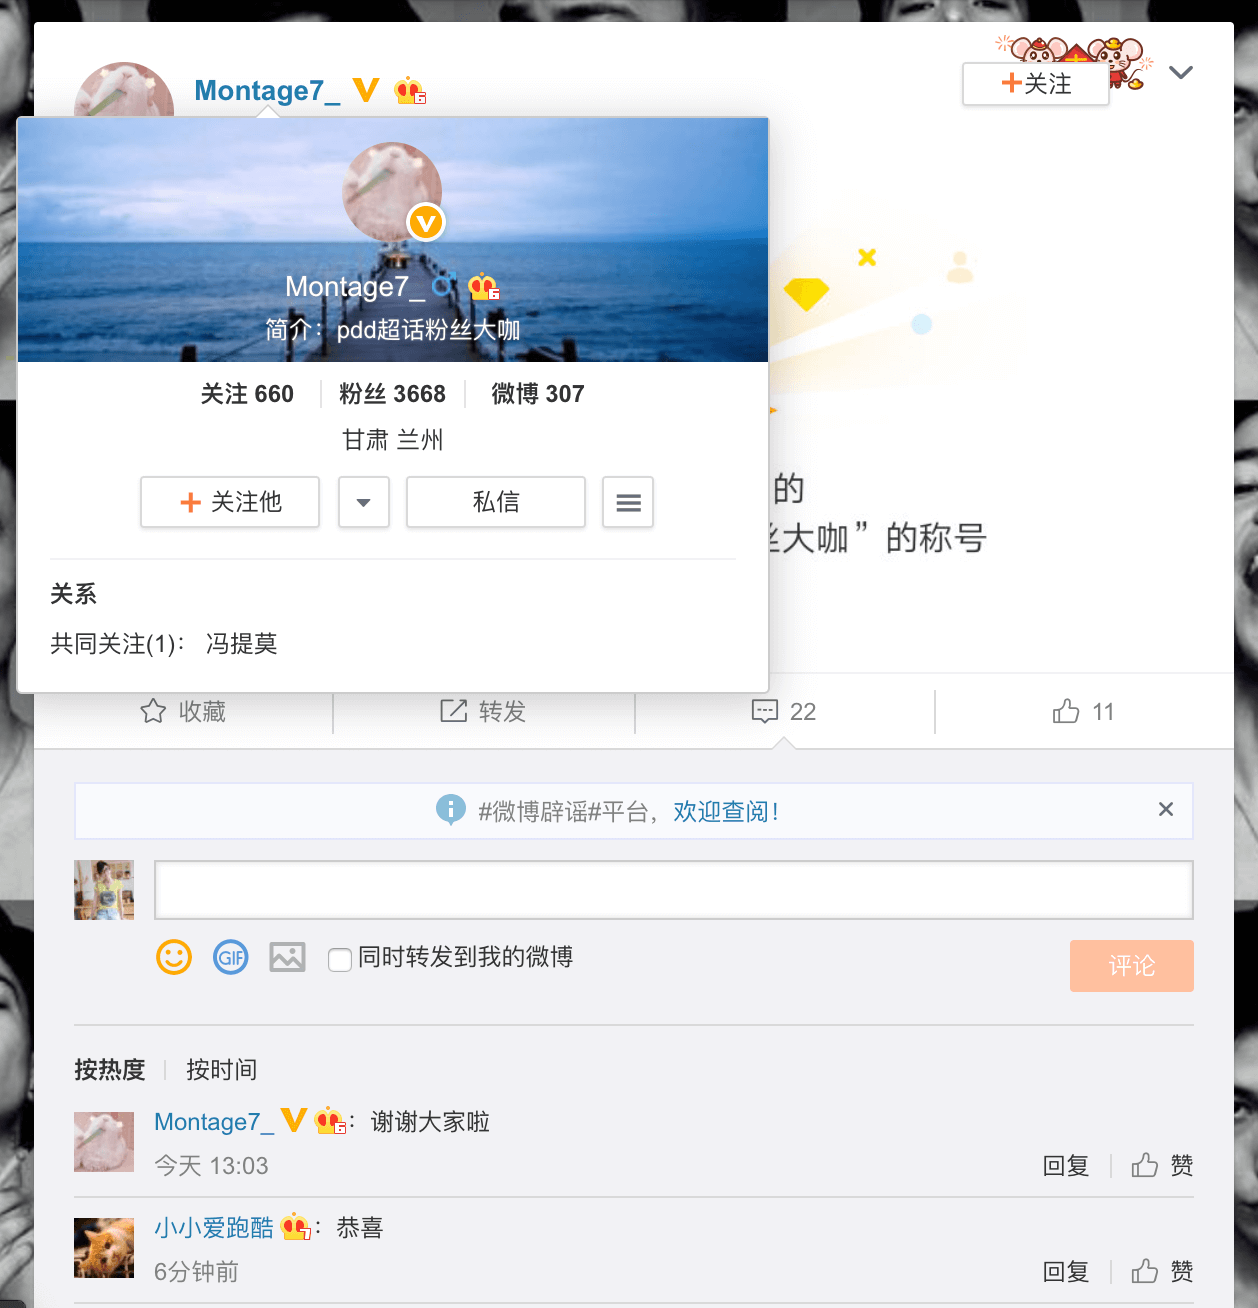 Montage7_
+关注
Montage7_
简介：pdd超话粉丝大咖
关注 660
粉丝 3668
微博 307
甘肃 兰州
+ 关注他
私信
的
大咖”的称号
关系
共同关注(1)： 冯提莫
收藏
转发
22
11
#微博辟谣#平台，欢迎查阅！
GIF
同时转发到我的微博
评论
按热度
按时间
Montage7_ ：谢谢大家啦
今天 13:03
回复
赞
小小爱跑酷 ：恭喜
6分钟前
回复
赞